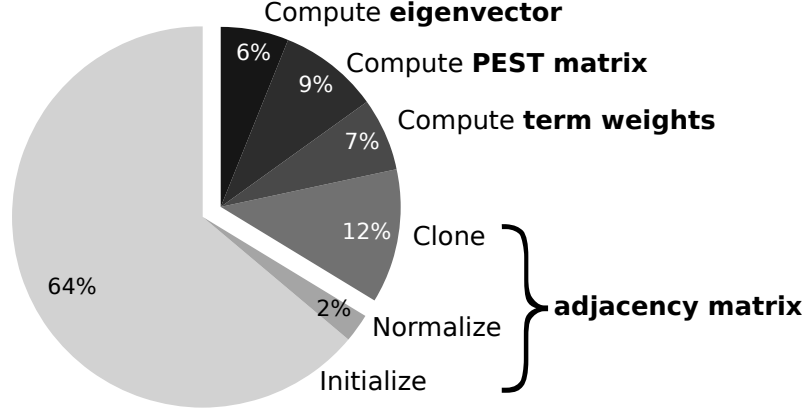 Compute eigenvector
6%
Compute PEST matrix
9%
Compute term weights
7%
12%
Clone
64%
2%
adjacency matrix
Normalize
Initialize